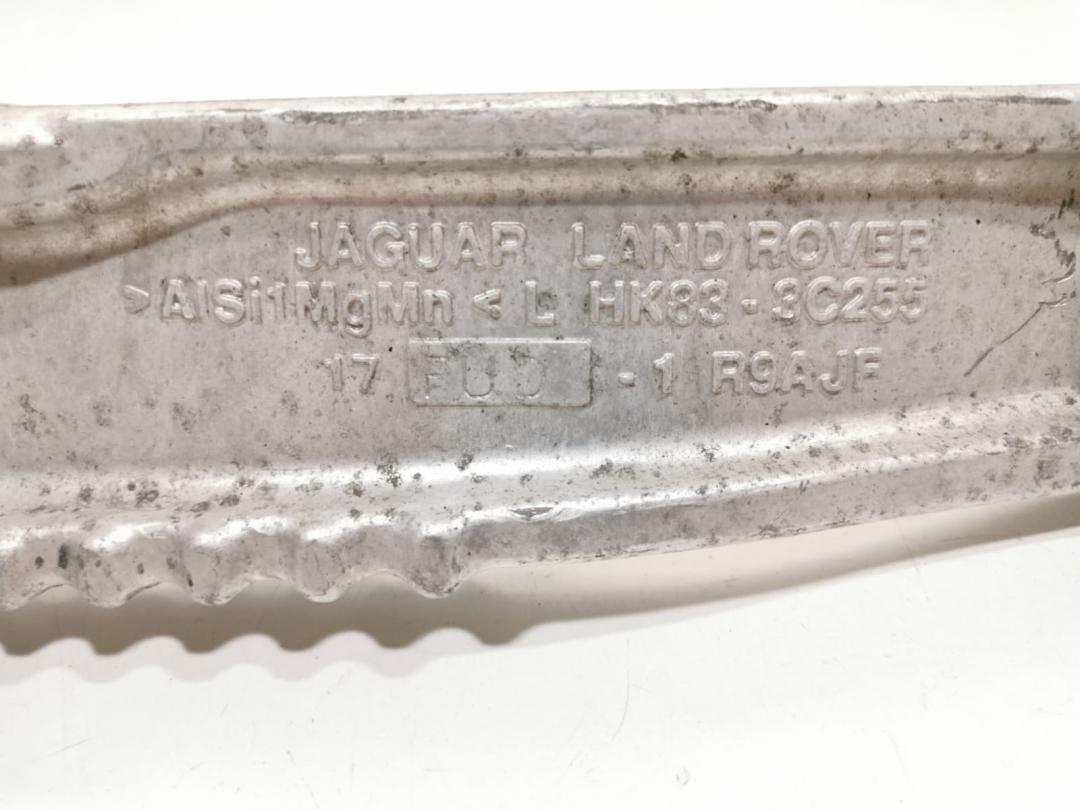 JAGUAR LAND ROVER
>AlSi1MgMn< L HK83-3C255
17 -1 R9AJF